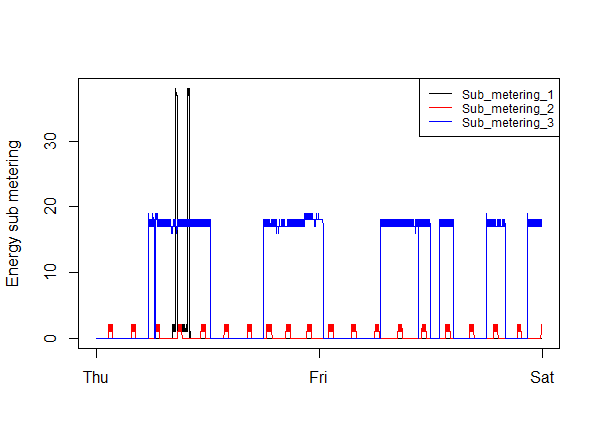 Sub_metering_1
Sub_metering_2
Sub_metering_3
Energy sub metering
30
20
10
0
Thu
Fri
Sat